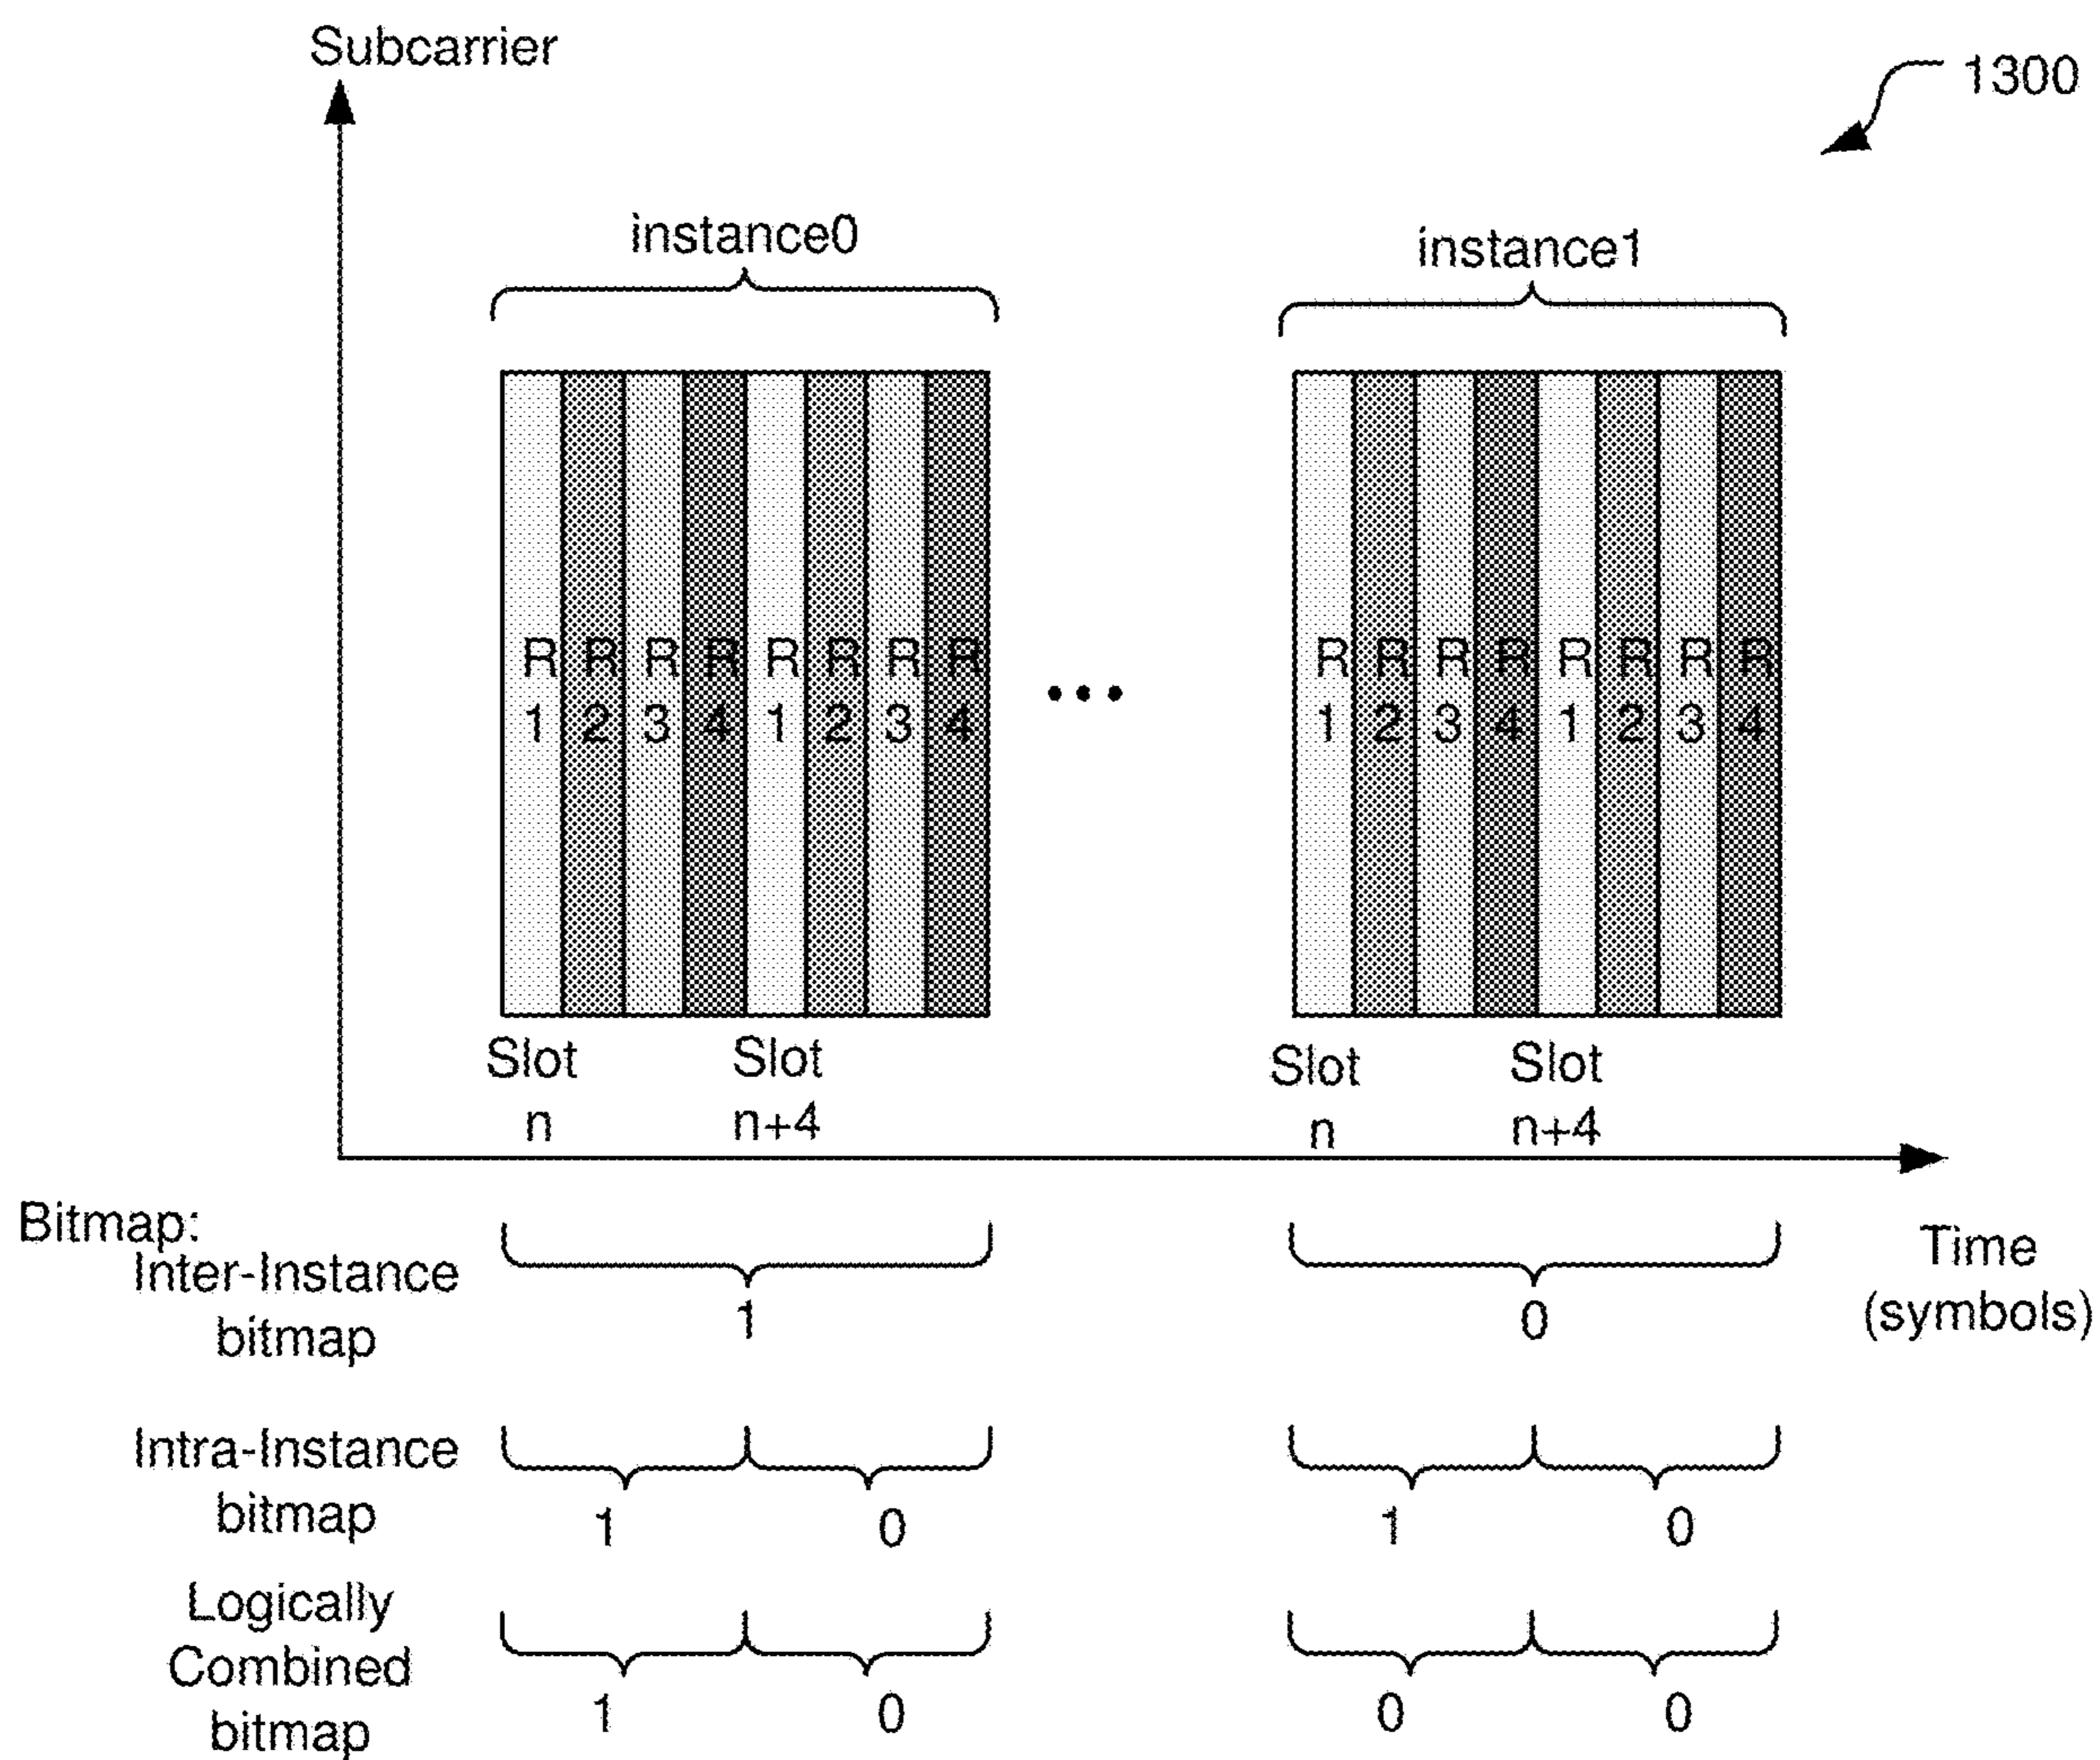 Subcarrier
1300
instance0
instance1
R R R R R R R R
1 2 3 4 1 2 3 4
...
R R R R R R R R
1 2 3 4 1 2 3 4
Slot
n
Slot
n+4
Slot
n
Slot
n+4
Bitmap:
Time
(symbols)
Inter-Instance
bitmap
1
0
Intra-Instance
bitmap
1
0
1
0
Logically
Combined
bitmap
1
0
0
0